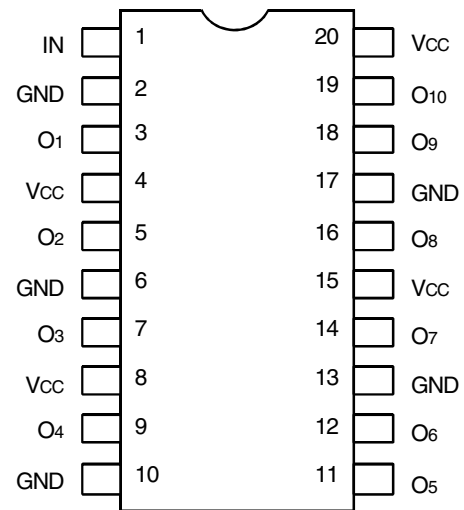 IN 1 20 VCC
GND 2 19 O10
O1 3 18 O9
VCC 4 17 GND
O2 5 16 O8
GND 6 15 VCC
O3 7 14 O7
VCC 8 13 GND
O4 9 12 O6
GND 10 11 O5